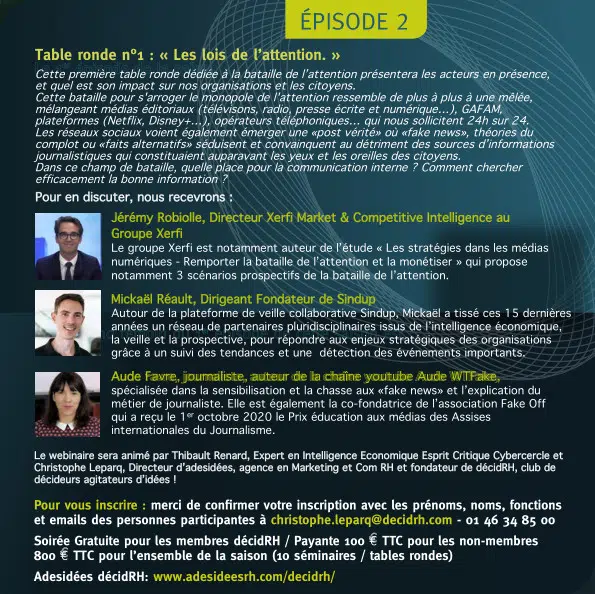 ÉPISODE 2
Table ronde n°1 : « Les lois de l'attention. »
Cette première table ronde dédiée à la bataille de l'attention présentera les acteurs en présence,
et quel est son impact sur nos organisations et les citoyens.
Cette bataille pour s'arroger le monopole de l'attention ressemble de plus à plus à une mêlée,
mélangeant médias éditoriaux (télévisons, radio, presse écrite et numérique...), GAFAM,
plateformes (Netflix, Disney+...), opérateurs téléphoniques... qui nous sollicitent 24h sur 24.
Les réseaux sociaux voient également émerger une «post vérité» où «fake news», théories du
complot ou «faits alternatifs» séduisent et convainquent au détriment des sources d'informations
journalistiques qui constituaient auparavant les yeux et les oreilles des citoyens.
Dans ce champ de bataille, quelle place pour la communication interne ? Comment chercher
efficacement la bonne information ?
Pour en discuter, nous recevrons :
Jérémy Robiolle, Directeur Xerfi Market & Competitive Intelligence au
Groupe Xerfi
Le groupe Xerfi est notamment auteur de l'étude « Les stratégies dans les médias
numériques - Remporter la bataille de l'attention et la monétiser » qui propose
notamment 3 scénarios prospectifs de la bataille de l'attention.
Mickaël Réault, Dirigeant Fondateur de Sindup
Autour de la plateforme de veille collaborative Sindup, Mickaël a tissé ces 15 dernières
années un réseau de partenaires pluridisciplinaires issus de l'intelligence économique,
la veille et la prospective, pour répondre aux enjeux stratégiques des organisations
grâce à un suivi des tendances et une détection des événements importants.
Aude Favre, journaliste, auteur de la chaîne youtube Aude WTFake,
spécialisée dans la sensibilisation et la chasse aux «fake news» et l'explication du
métier de journaliste. Elle est également la co-fondatrice de l'association Fake Off
qui a reçu le 1er octobre 2020 le Prix éducation aux médias des Assises
internationales du Journalisme.
Le webinaire sera animé par Thibault Renard, Expert en Intelligence Economique Esprit Critique Cybercercle et
Christophe Leparq, Directeur d'adesidées, agence en Marketing et Com RH et fondateur de décidRH, club de
décideurs agitateurs d'idées !
Pour vous inscrire : merci de confirmer votre inscription avec les prénoms, noms, fonctions
et emails des personnes participantes à christophe.leparq@decidrh.com - 01 46 34 85 00
Soirée Gratuite pour les membres décidRH / Payante 100 € TTC pour les non-membres
800 € TTC pour l'ensemble de la saison (10 séminaires / tables rondes)
Adesidées décidRH: www.adesideesrh.com/decidrh/